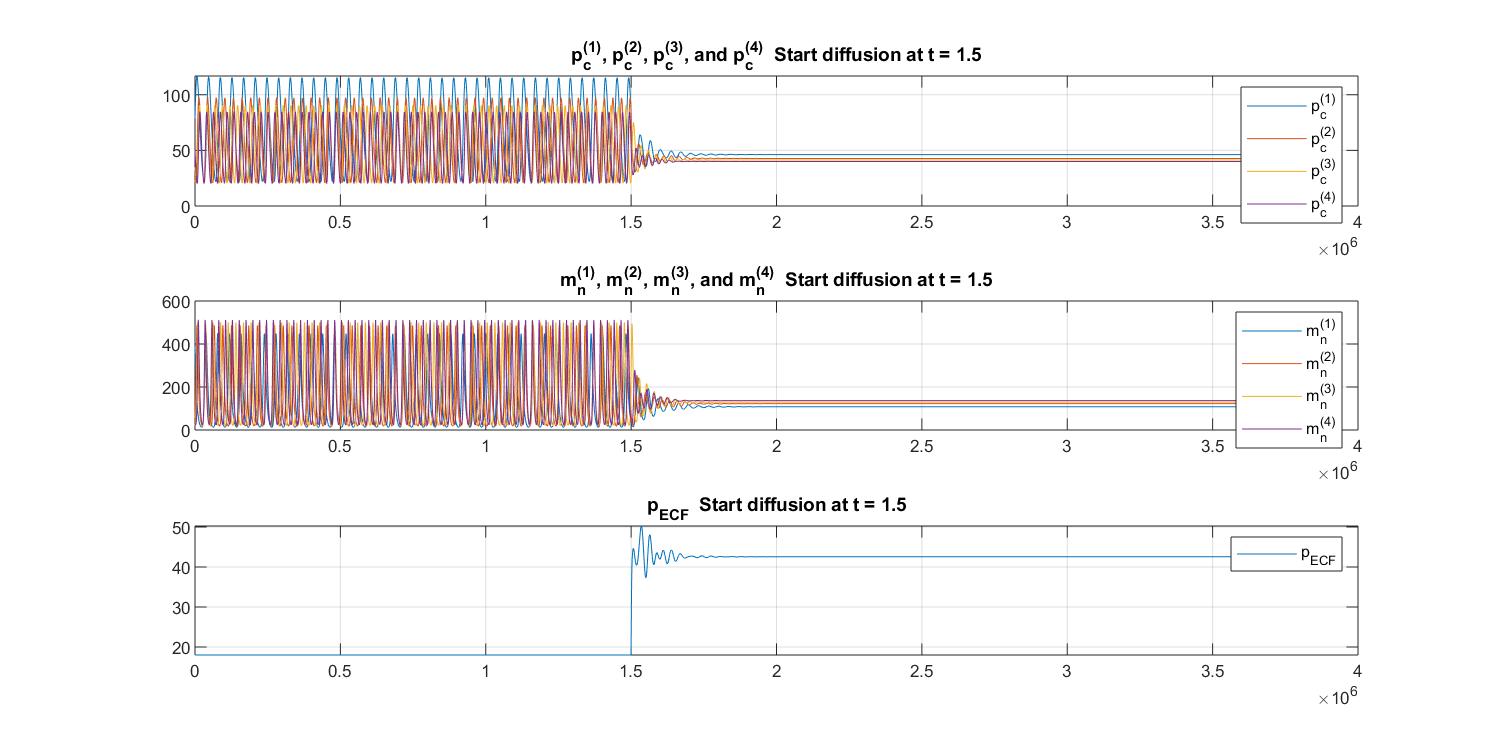 p_c^(1), p_c^(2), p_c^(3), and p_c^(4) Start diffusion at t = 1.5
100
50
0
0 0.5 1 1.5 2 2.5 3 3.5 4
×10^6
p_c^(1)
p_c^(2)
p_c^(3)
p_c^(4)
m_n^(1), m_n^(2), m_n^(3), and m_n^(4) Start diffusion at t = 1.5
600
400
200
0
0 0.5 1 1.5 2 2.5 3 3.5 4
×10^6
m_n^(1)
m_n^(2)
m_n^(3)
m_n^(4)
p_ECF Start diffusion at t = 1.5
50
40
30
20
0 0.5 1 1.5 2 2.5 3 3.5 4
×10^6
p_ECF